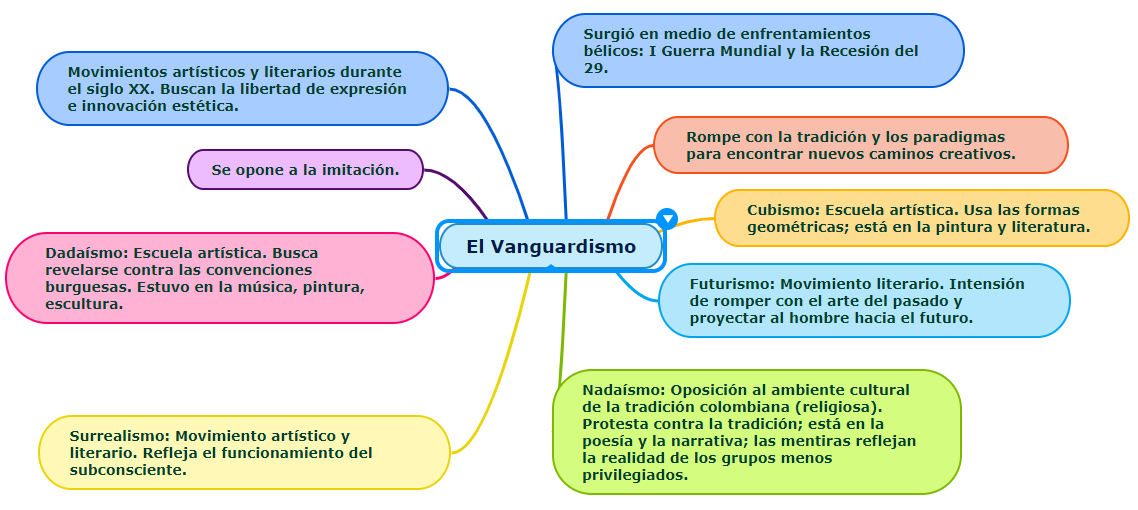 Surgió en medio de enfrentamientos
bélicos: I Guerra Mundial y la Recesión del
29.
Movimientos artísticos y literarios durante
el siglo XX. Buscan la libertad de expresión
e innovación estética.
Rompe con la tradición y los paradigmas
para encontrar nuevos caminos creativos.
Se opone a la imitación.
Cubismo: Escuela artística. Usa las formas
geométricas; está en la pintura y literatura.
El Vanguardismo
Dadaísmo: Escuela artística. Busca
revelarse contra las convenciones
burguesas. Estuvo en la música, pintura,
escultura.
Futurismo: Movimiento literario. Intensión
de romper con el arte del pasado y
proyectar al hombre hacia el futuro.
Nadaísmo: Oposición al ambiente cultural
de la tradición colombiana (religiosa).
Protesta contra la tradición; está en la
poesía y la narrativa; las mentiras reflejan
la realidad de los grupos menos
privilegiados.
Surrealismo: Movimiento artístico y
literario. Refleja el funcionamiento del
subconsciente.